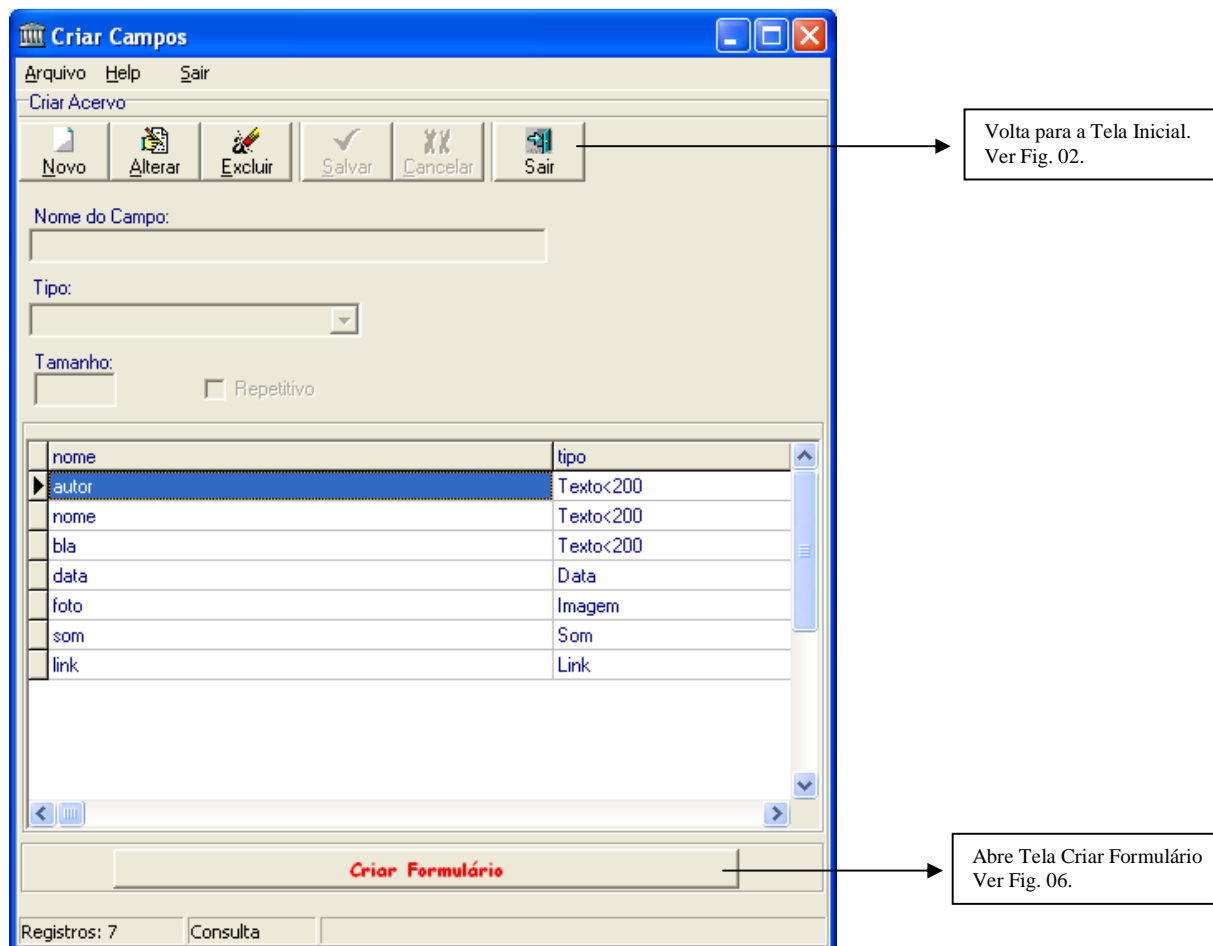 Criar Campos
Arquivo Help Sair
Criar Acervo
Novo Alterar Excluir Salvar Cancelar Sair
Volta para a Tela Inicial.
Ver Fig. 02.
Nome do Campo:
Tipo:
Tamanho:
Repetitivo
nome tipo
autor Texto<200
nome Texto<200
bla Texto<200
data Data
foto Imagem
som Som
link Link
Criar Formulário
Abre Tela Criar Formulário
Ver Fig. 06.
Registros: 7 Consulta